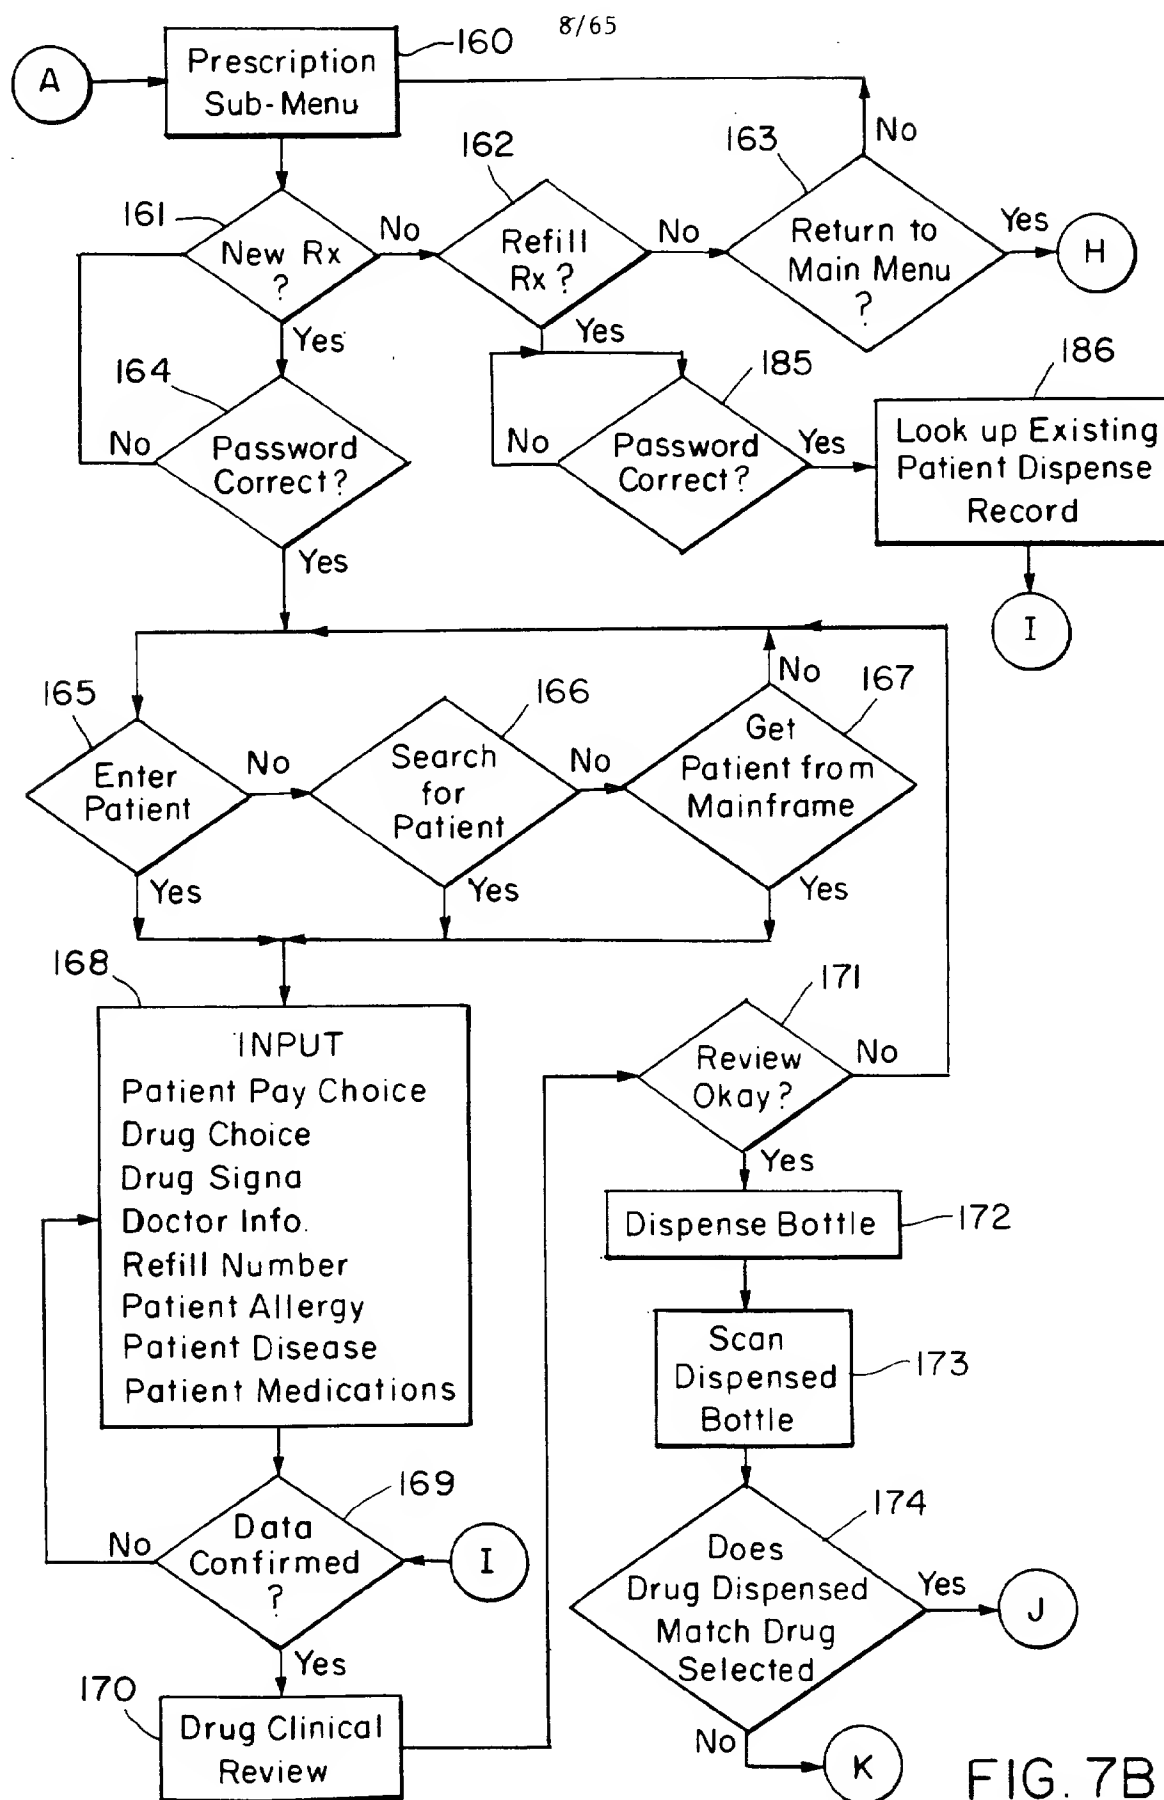 8/65
A
Prescription
Sub-Menu
160
No
161
New Rx
?
No
162
Refill
Rx?
No
163
Return to
Main Menu
?
Yes
H
Yes
Yes
164
Password
Correct?
No
Yes
185
Password
Correct?
No
Yes
186
Look up Existing
Patient Dispense
Record
I
165
Enter
Patient
No
Yes
166
Search
for
Patient
No
Yes
167
Get
Patient from
Mainframe
No
Yes
168
INPUT
Patient Pay Choice
Drug Choice
Drug Signa
Doctor Info.
Refill Number
Patient Allergy
Patient Disease
Patient Medications
169
Data
Confirmed
?
No
I
Yes
170
Drug Clinical
Review
171
Review
Okay?
No
Yes
Dispense Bottle
172
Scan
Dispensed
Bottle
173
174
Does
Drug Dispensed
Match Drug
Selected
Yes
J
No
K
FIG. 7B